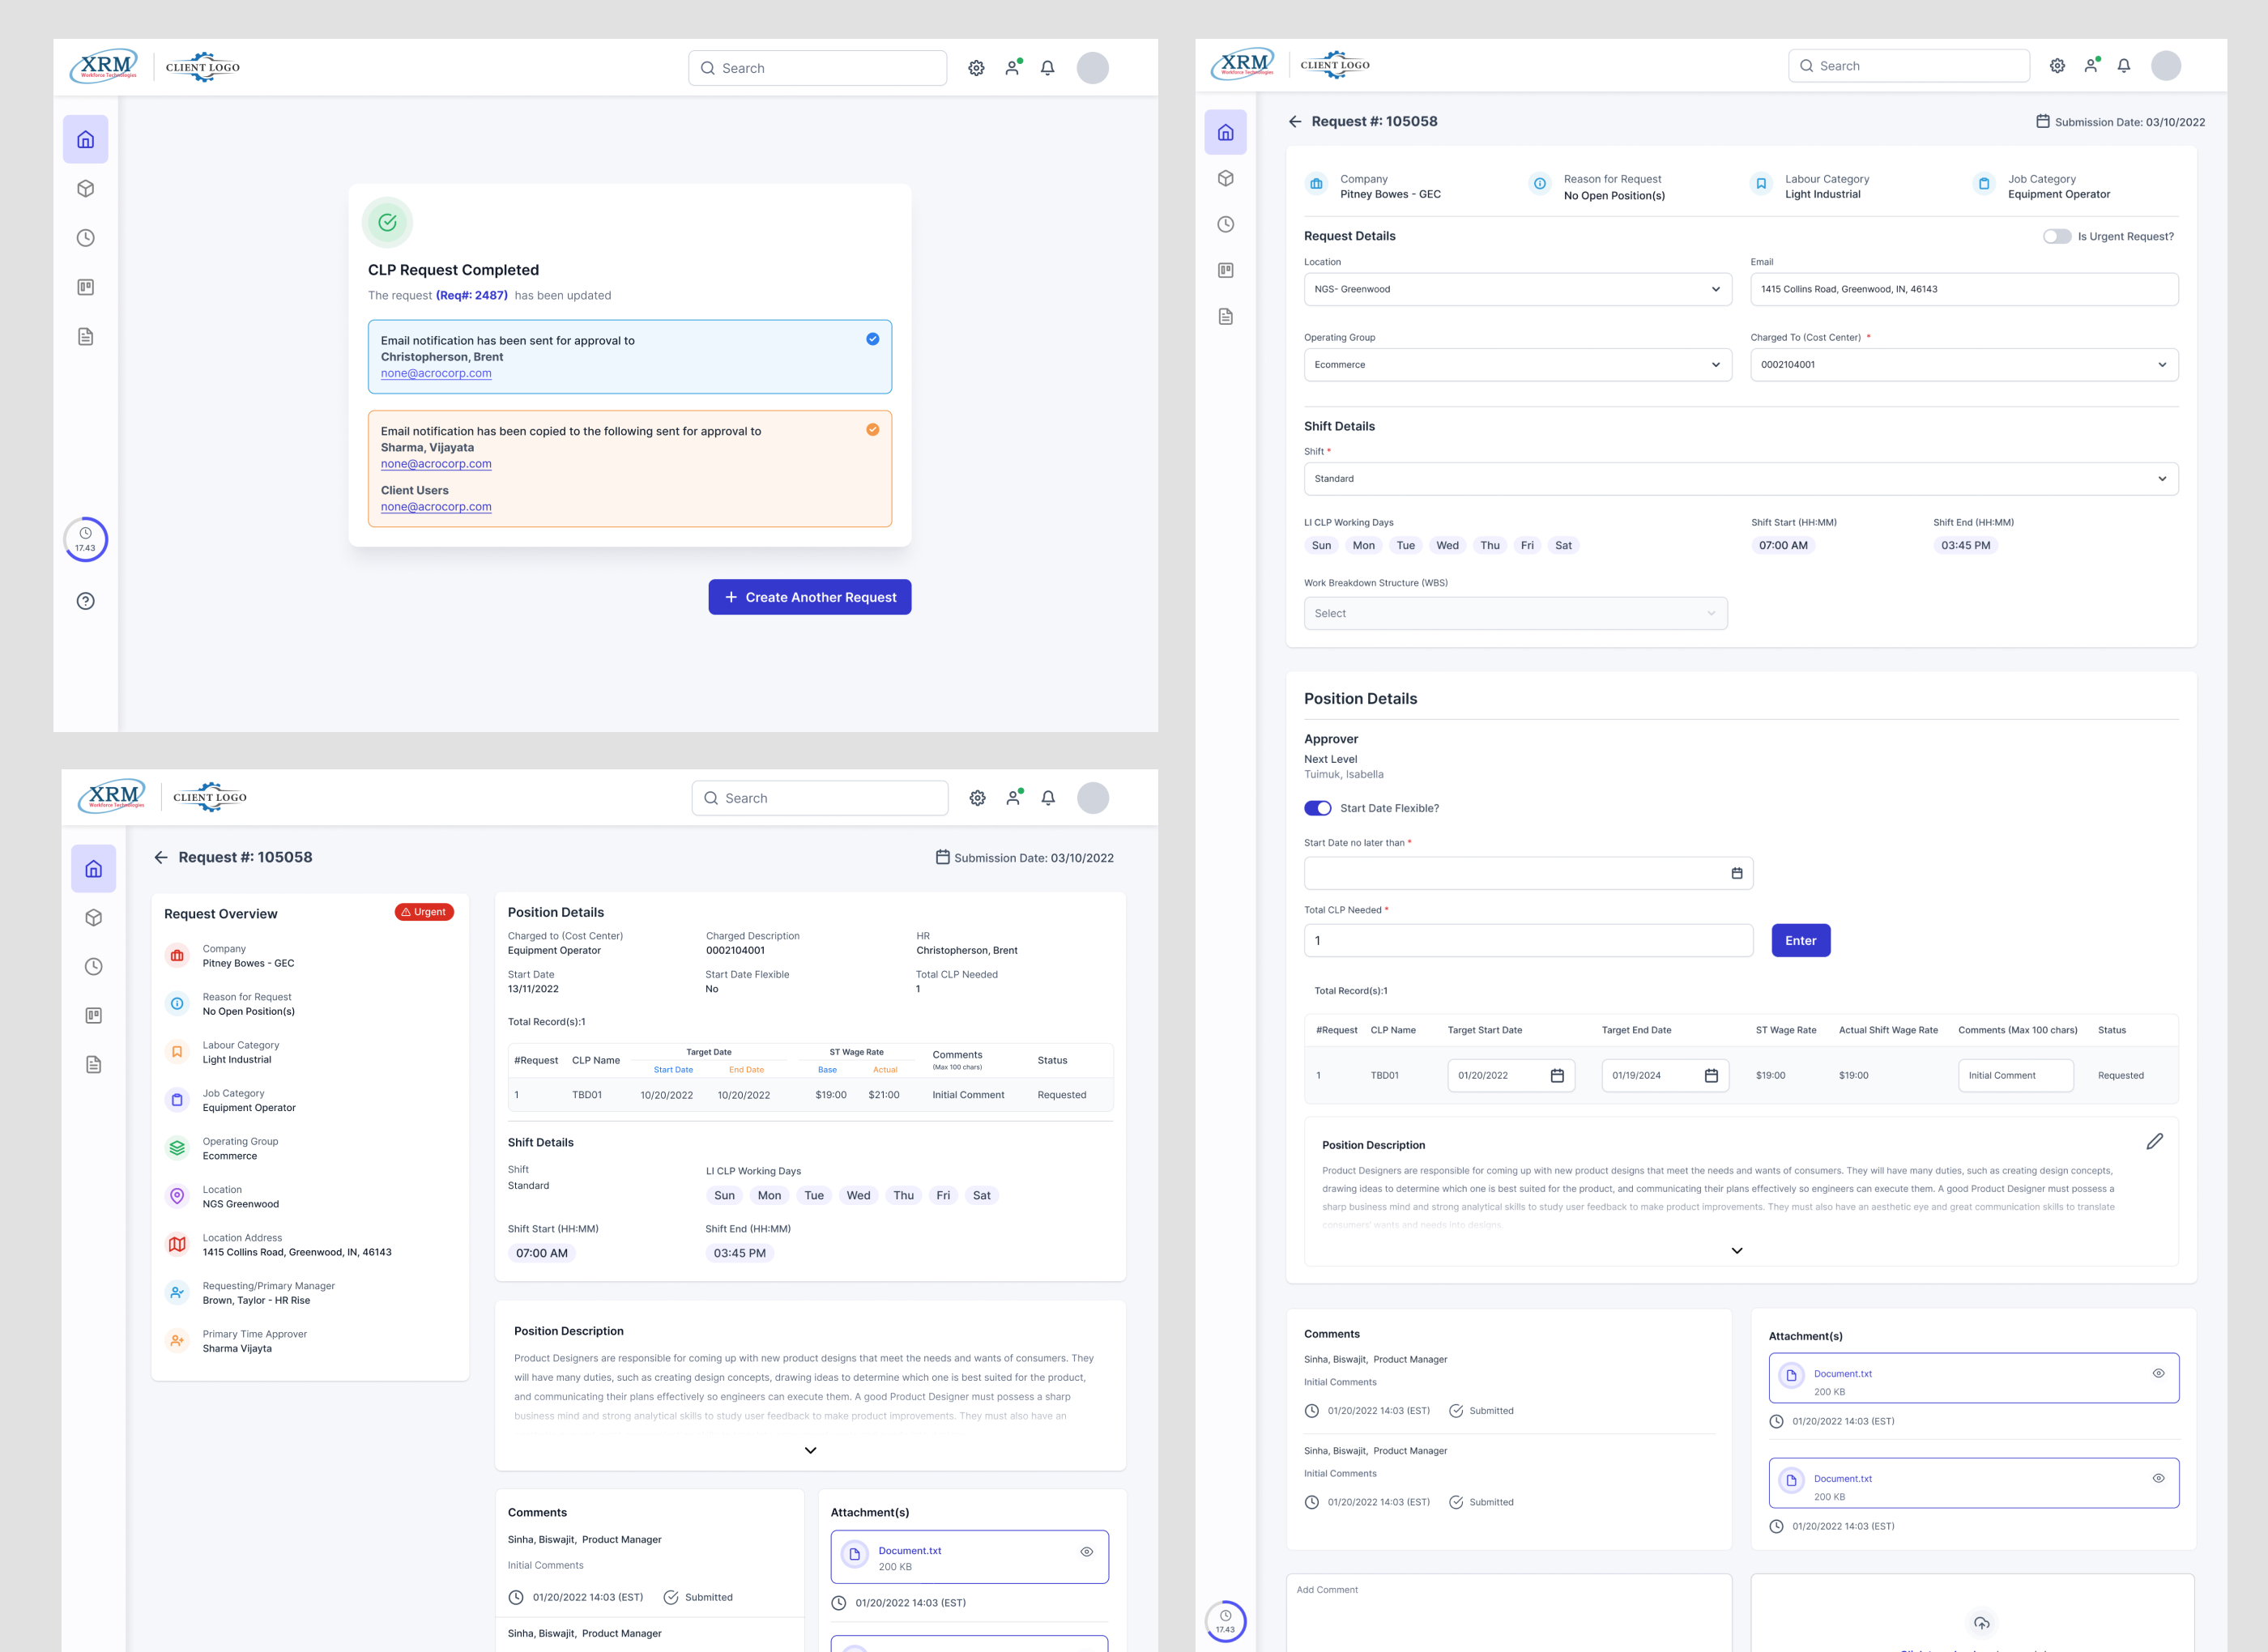 XRM
Workforce Technologies
CLIENT LOGO
Search
CLP Request Completed
The request (Req#: 2487) has been updated
Email notification has been sent for approval to
Christopherson, Brent
none@acrocorp.com
Email notification has been copied to the following sent for approval to
Sharma, Vijayata
none@acrocorp.com
Client Users
none@acrocorp.com
17.43
Create Another Request
XRM
Workforce Technologies
CLIENT LOGO
Search
Request #: 105058
Submission Date: 03/10/2022
Request Overview
Urgent
Company
Pitney Bowes - GEC
Reason for Request
No Open Position(s)
Labour Category
Light Industrial
Job Category
Equipment Operator
Operating Group
Ecommerce
Location
NGS Greenwood
Location Address
1415 Collins Road, Greenwood, IN, 46143
Requesting/Primary Manager
Brown, Taylor - HR Rise
Primary Time Approver
Sharma Vijayta
Position Details
Charged to (Cost Center) Charged Description HR
Equipment Operator 0002104001 Christopherson, Brent
Start Date Start Date Flexible Total CLP Needed
13/11/2022 No 1
Total Record(s):1
#Request CLP Name Target Date ST Wage Rate Comments Status
Start Date End Date Base Actual (Max 100 chars)
1 TBD01 10/20/2022 10/20/2022 $19:00 $21:00 Initial Comment Requested
Shift Details
Shift LI CLP Working Days
Standard
Sun Mon Tue Wed Thu Fri Sat
Shift Start (HH:MM) Shift End (HH:MM)
07:00 AM 03:45 PM
Position Description
Product Designers are responsible for coming up with new product designs that meet the needs and wants of consumers. They
will have many duties, such as creating design concepts, drawing ideas to determine which one is best suited for the product,
and communicating their plans effectively so engineers can execute them. A good Product Designer must possess a sharp
business mind and strong analytical skills to study user feedback to make product improvements. They must also have an
Comments
Sinha, Biswajit, Product Manager
Initial Comments
01/20/2022 14:03 (EST) Submitted
Sinha, Biswajit, Product Manager
Attachment(s)
Document.txt
200 KB
01/20/2022 14:03 (EST)
XRM
Workforce Technologies
CLIENT LOGO
Search
Request #: 105058
Submission Date: 03/10/2022
Company Reason for Request Labour Category Job Category
Pitney Bowes - GEC No Open Position(s) Light Industrial Equipment Operator
Request Details
Is Urgent Request?
Location Email
NGS- Greenwood 1415 Collins Road, Greenwood, IN, 46143
Operating Group Charged To (Cost Center) *
Ecommerce 0002104001
Shift Details
Shift *
Standard
LI CLP Working Days Shift Start (HH:MM) Shift End (HH:MM)
Sun Mon Tue Wed Thu Fri Sat 07:00 AM 03:45 PM
Work Breakdown Structure (WBS)
Select
Position Details
Approver
Next Level
Tuimuk, Isabella
Start Date Flexible?
Start Date no later than *
Total CLP Needed *
1
Enter
Total Record(s):1
#Request CLP Name Target Start Date Target End Date ST Wage Rate Actual Shift Wage Rate Comments (Max 100 chars) Status
1 TBD01 01/20/2022 01/19/2024 $19:00 $19:00 Initial Comment Requested
Position Description
Product Designers are responsible for coming up with new product designs that meet the needs and wants of consumers. They will have many duties, such as creating design concepts,
drawing ideas to determine which one is best suited for the product, and communicating their plans effectively so engineers can execute them. A good Product Designer must possess a
sharp business mind and strong analytical skills to study user feedback to make product improvements. They must also have an aesthetic eye and great communication skills to translate
consumers' wants and needs into designs.
Comments
Sinha, Biswajit, Product Manager
Initial Comments
01/20/2022 14:03 (EST) Submitted
Sinha, Biswajit, Product Manager
Initial Comments
01/20/2022 14:03 (EST) Submitted
Attachment(s)
Document.txt
200 KB
01/20/2022 14:03 (EST)
Document.txt
200 KB
01/20/2022 14:03 (EST)
Add Comment
17.43